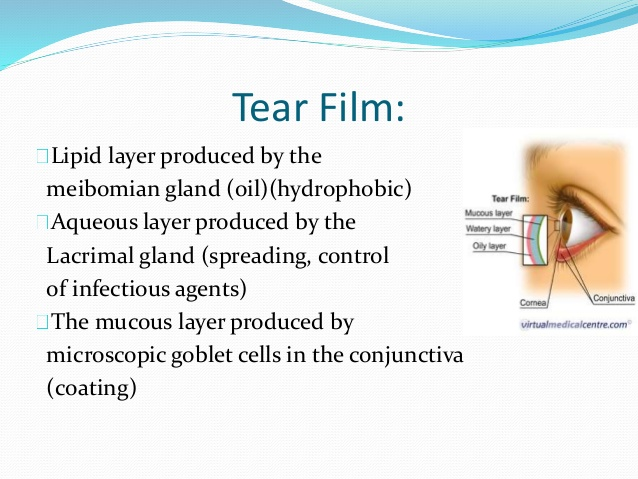 Tear Film:
Lipid layer produced by the
meibomian gland (oil)(hydrophobic)
Aqueous layer produced by the
Lacrimal gland (spreading, control
of infectious agents)
The mucous layer produced by
microscopic goblet cells in the conjunctiva
(coating)
Tear Film:
Mucous layer
Watery layer
Oily layer
Cornea
Conjunctiva
virtualmedicalcentre.com©